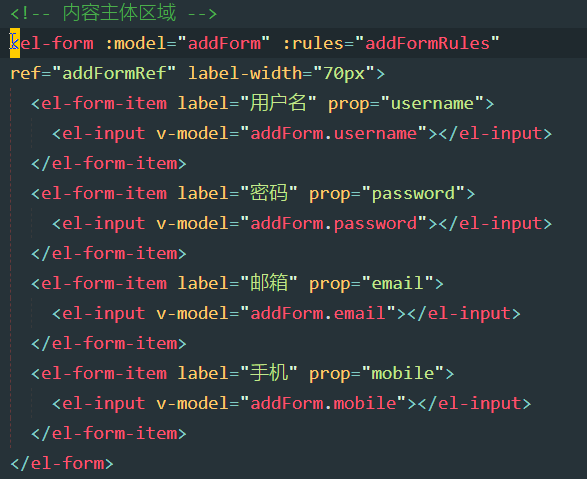 <!-- 内容主体区域 -->
<el-form :model="addForm" :rules="addFormRules"
ref="addFormRef" label-width="70px">
<el-form-item label="用户名" prop="username">
<el-input v-model="addForm.username"></el-input>
</el-form-item>
<el-form-item label="密码" prop="password">
<el-input v-model="addForm.password"></el-input>
</el-form-item>
<el-form-item label="邮箱" prop="email">
<el-input v-model="addForm.email"></el-input>
</el-form-item>
<el-form-item label="手机" prop="mobile">
<el-input v-model="addForm.mobile"></el-input>
</el-form-item>
</el-form>